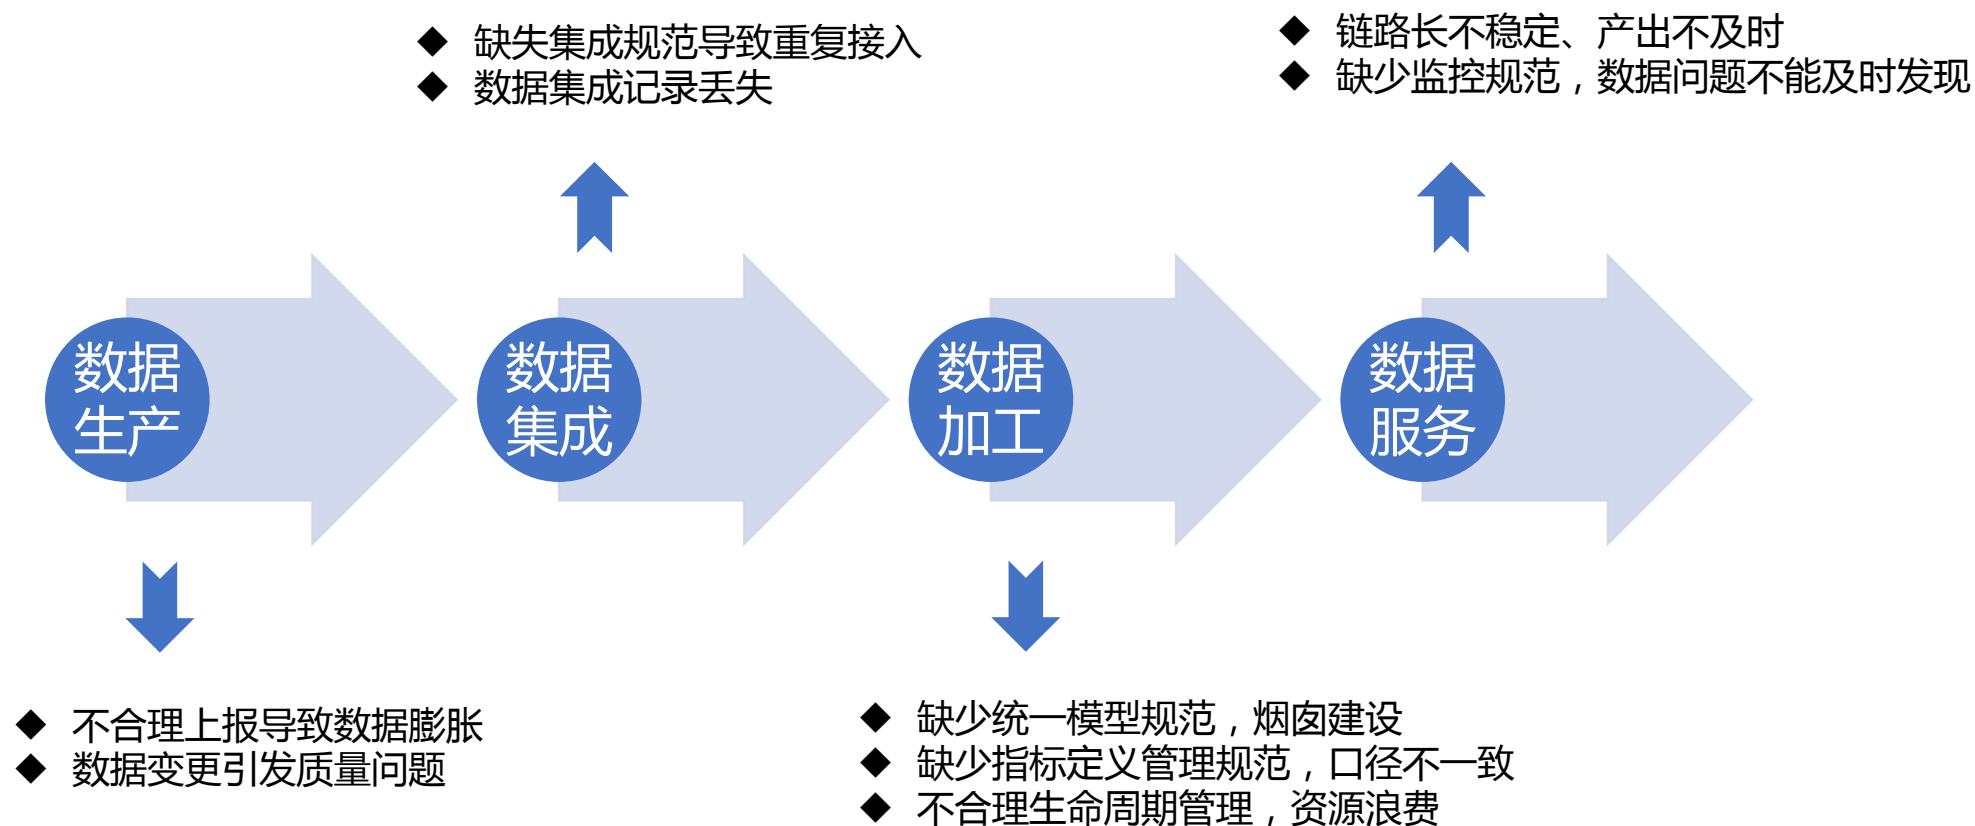 ◆ 缺失集成规范导致重复接入
◆ 数据集成记录丢失
◆ 链路长不稳定、产出不及时
◆ 缺少监控规范，数据问题不能及时发现
数据
生产
数据
集成
数据
加工
数据
服务
◆ 不合理上报导致数据膨胀
◆ 数据变更引发质量问题
◆ 缺少统一模型规范，烟囱建设
◆ 缺少指标定义管理规范，口径不一致
◆ 不合理生命周期管理，资源浪费